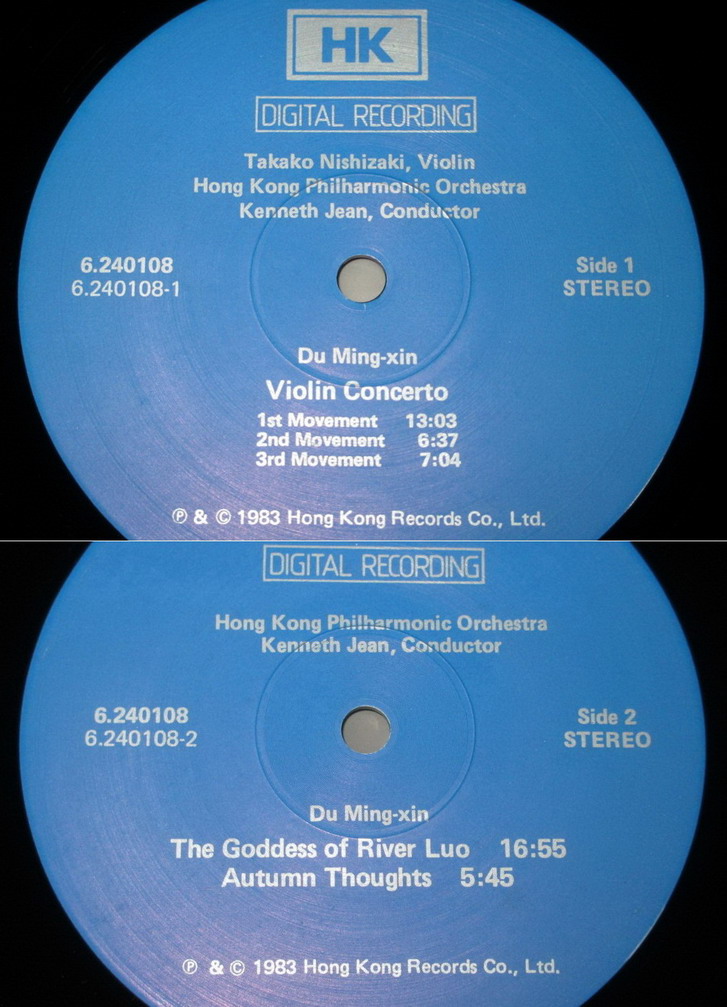 HK
DIGITAL RECORDING
Takako Nishizaki, Violin
Hong Kong Philharmonic Orchestra
Kenneth Jean, Conductor
6.240108
6.240108-1
Side 1
STEREO
Du Ming-xin
Violin Concerto
1st Movement 13:03
2nd Movement 6:37
3rd Movement 7:04
℗ & © 1983 Hong Kong Records Co., Ltd.
DIGITAL RECORDING
Hong Kong Philharmonic Orchestra
Kenneth Jean, Conductor
6.240108
6.240108-2
Side 2
STEREO
Du Ming-xin
The Goddess of River Luo 16:55
Autumn Thoughts 5:45
℗ & © 1983 Hong Kong Records Co., Ltd.